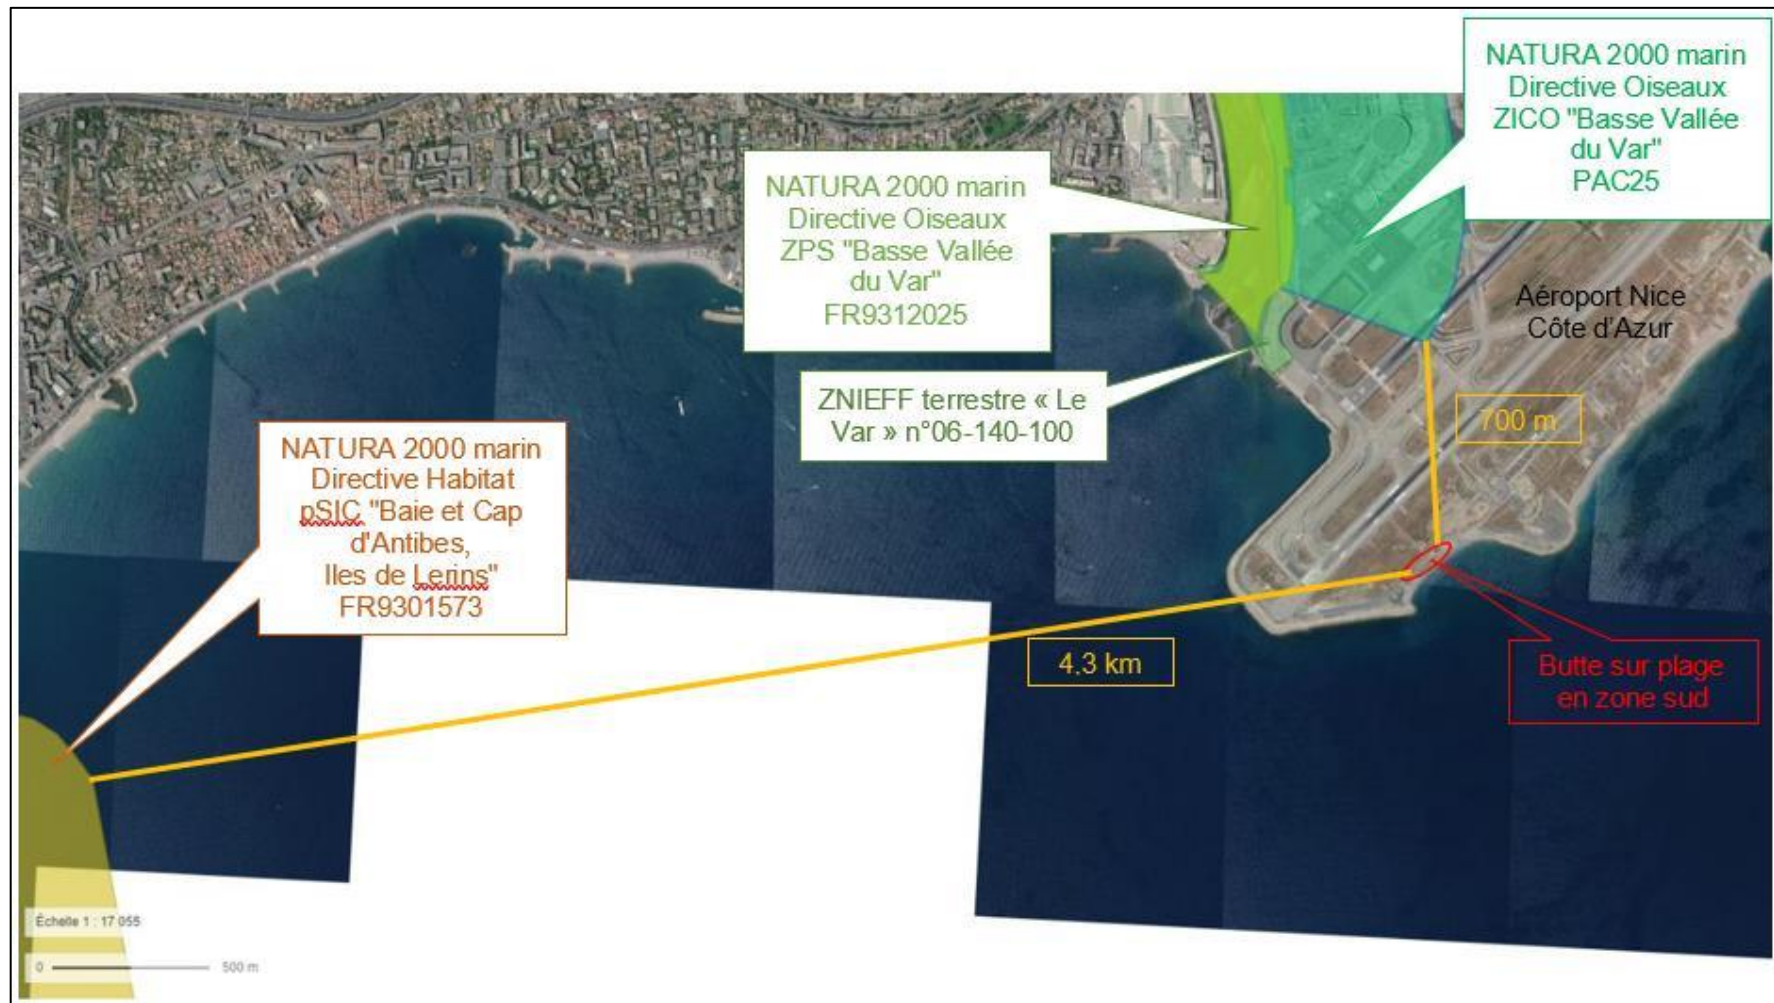 NATURA 2000 marin
Directive Oiseaux
ZICO "Basse Vallée
du Var"
PAC25
NATURA 2000 marin
Directive Oiseaux
ZPS "Basse Vallée
du Var"
FR9312025
Aéroport Nice
Côte d'Azur
ZNIEFF terrestre « Le
Var » n°06-140-100
700 m
NATURA 2000 marin
Directive Habitat
pSIC "Baie et Cap
d'Antibes,
Iles de Lerins"
FR9301573
4,3 km
Butte sur plage
en zone sud
Échelle 1 : 17 055
0 500 m